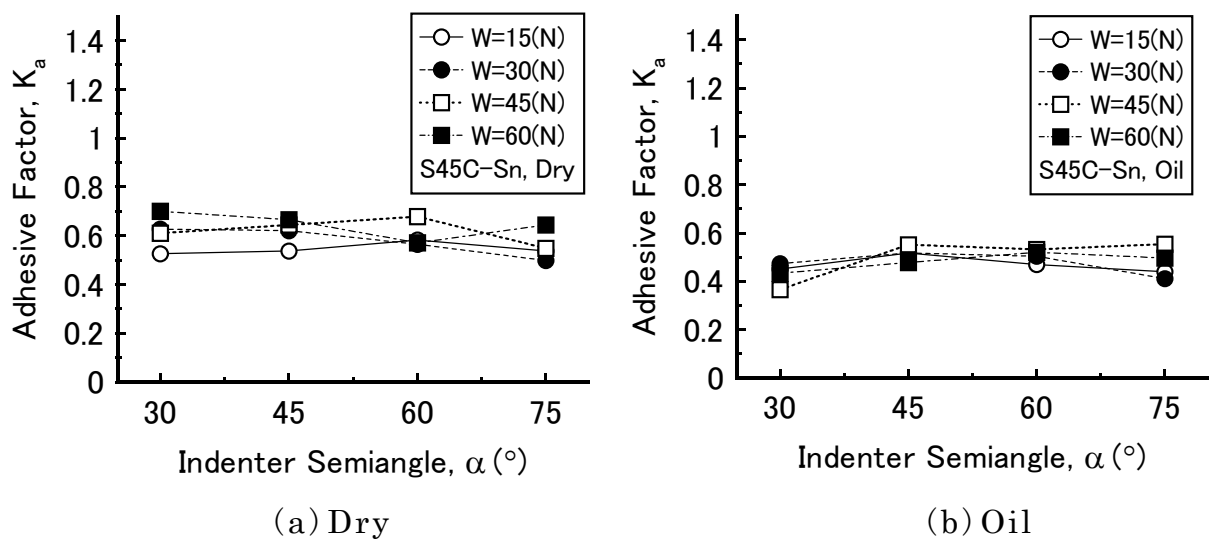 Adhesive Factor, Ka
1.4
1.2
1
0.8
0.6
0.4
0.2
0
30
45
60
75
Indenter Semiangle, α(°)
W=15(N)
W=30(N)
W=45(N)
W=60(N)
S45C-Sn, Dry
(a) Dry
Adhesive Factor, Ka
1.4
1.2
1
0.8
0.6
0.4
0.2
0
30
45
60
75
Indenter Semiangle, α(°)
W=15(N)
W=30(N)
W=45(N)
W=60(N)
S45C-Sn, Oil
(b) Oil